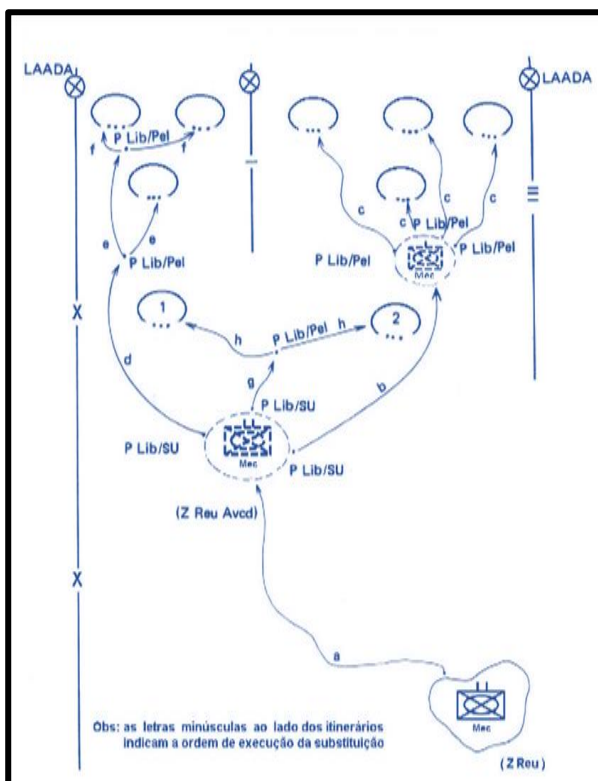 LAADA
LAADA
P Lib/Pel
f
f
c
c
P Lib/Pel
c
c
e
e
P Lib/Pel
P Lib/Pel
P Lib/Pel
Mec
1
h
P Lib/Pel
h
2
X
d
g
b
P Lib/SU
P Lib/SU
Mec
P Lib/SU
(Z Reu Avcd)
X
a
Mec
Obs: as letras minúsculas ao lado dos itinerários
indicam a ordem de execução da substituição
(Z Reu)